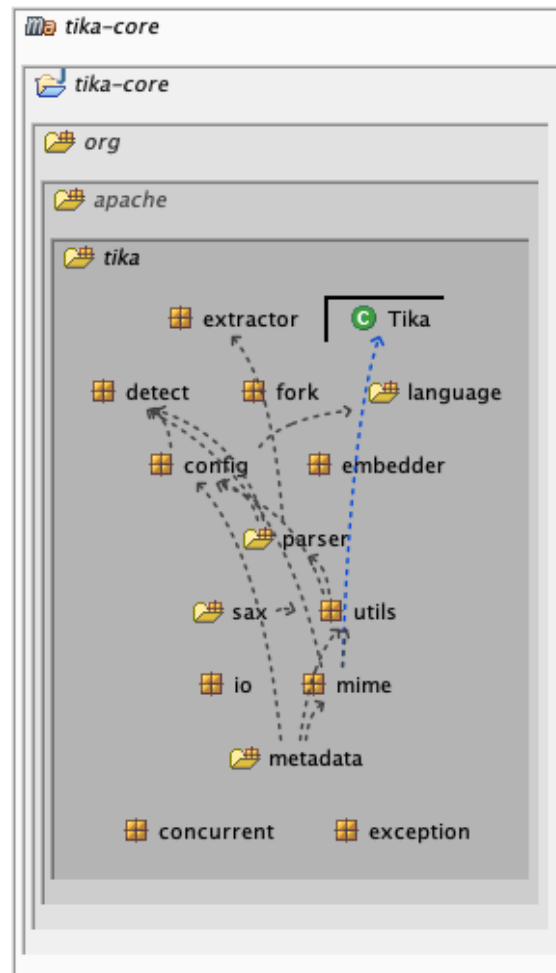 ma tika-core
tika-core
org
apache
tika
extractor
C Tika
detect
fork
language
config
embedder
parser
sax
utils
io
mime
metadata
concurrent
exception